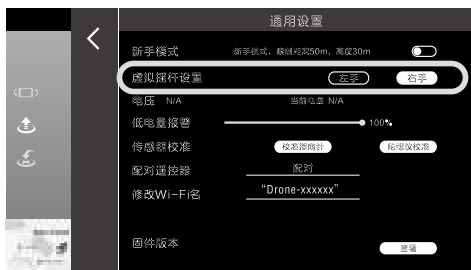 通用设置
新手模式 新手模式，限制距离50m，高度30m
虚拟摇杆设置 左手 右手
电压 N/A 当前电量 N/A
低电量报警 100%
传感器校准 校准指南针 陀螺仪校准
配对遥控器 配对
修改Wi-Fi名 “Drone-xxxxxx”
固件版本 查看